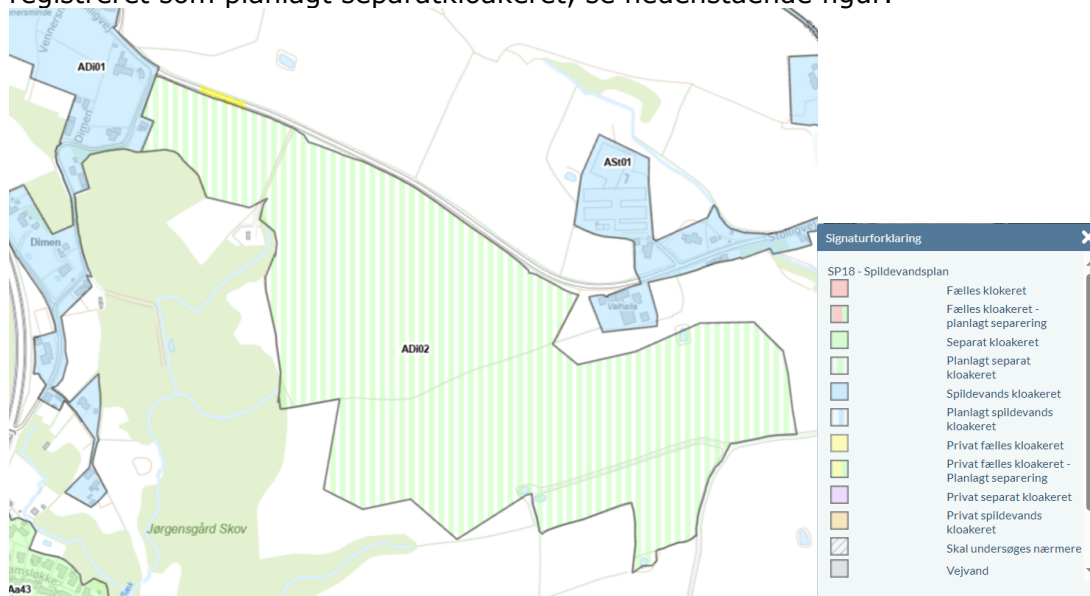 registreret som planlagt separatkloakeret, se nedenstående figur.
ADi01
Dimen
ASt01
Stolligvej
Dimen
Valhalla
ADi02
Jørgensgård Skov
Aa43
Signaturforklaring
SP18 - Spildevandsplan
Fælles klokeret
Fælles kloakeret -
planlagt separering
Separat kloakeret
Planlagt separat
kloakeret
Spildevands kloakeret
Planlagt spildevands
kloakeret
Privat fælles kloakeret
Privat fælles kloakeret -
Planlagt separering
Privat separat kloakeret
Privat spildevands
kloakeret
Skal undersøges nærmere
Vejvand